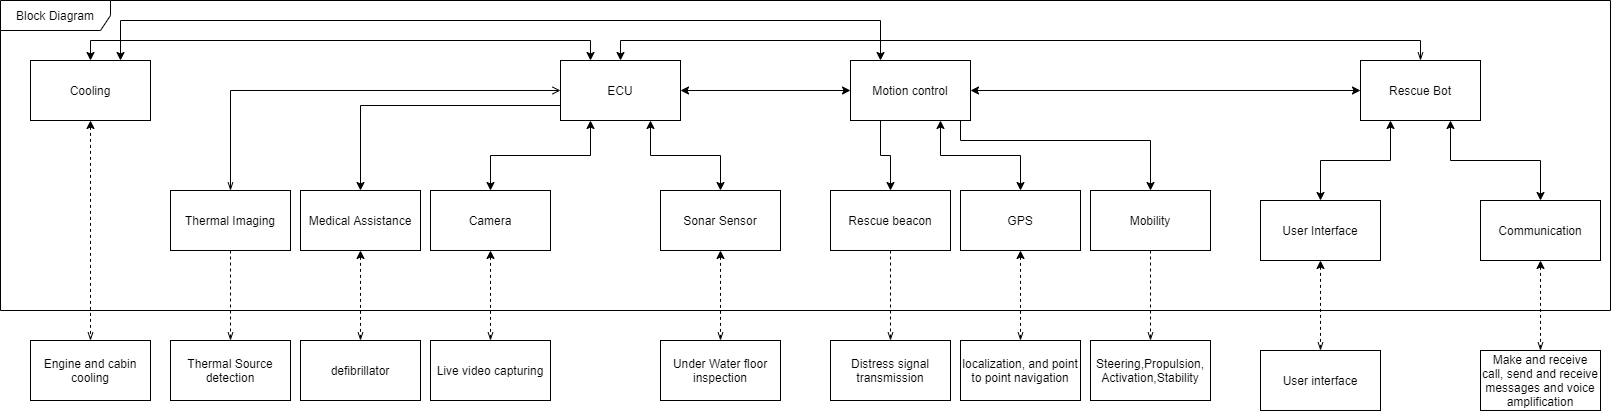 Block Diagram
Cooling
ECU
Motion control
Rescue Bot
Thermal Imaging
Medical Assistance
Camera
Sonar Sensor
Rescue beacon
GPS
Mobility
User Interface
Communication
Engine and cabin
cooling
Thermal Source
detection
defibrillator
Live video capturing
Under Water floor
inspection
Distress signal
transmission
localization, and point
to point navigation
Steering,Propulsion,
Activation,Stability
User interface
Make and receive
call, send and receive
messages and voice
amplification